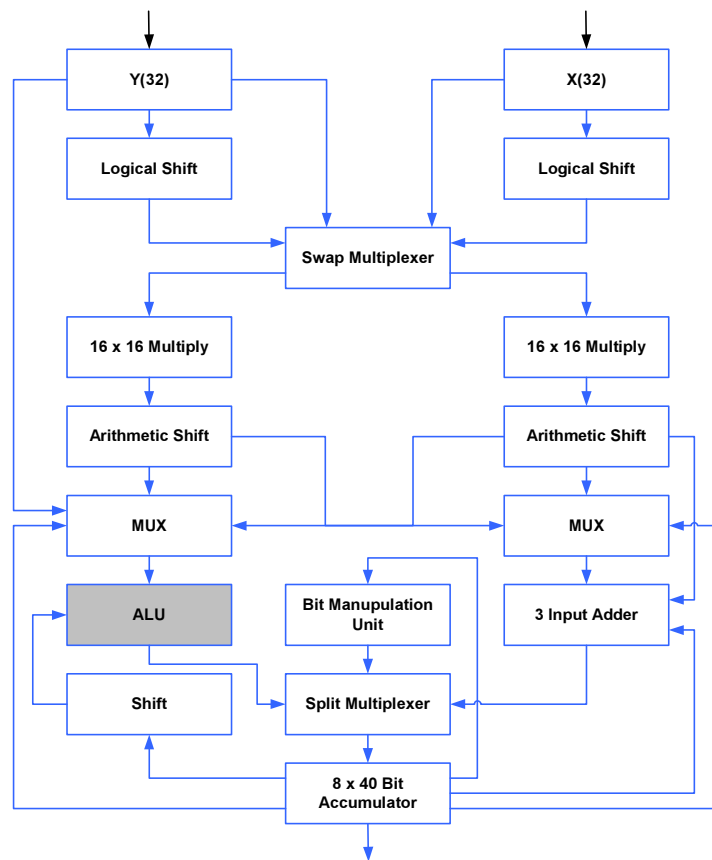 Y(32)
X(32)
Logical Shift
Logical Shift
Swap Multiplexer
16 x 16 Multiply
16 x 16 Multiply
Arithmetic Shift
Arithmetic Shift
MUX
MUX
ALU
Bit Manupulation
Unit
3 Input Adder
Shift
Split Multiplexer
8 x 40 Bit
Accumulator